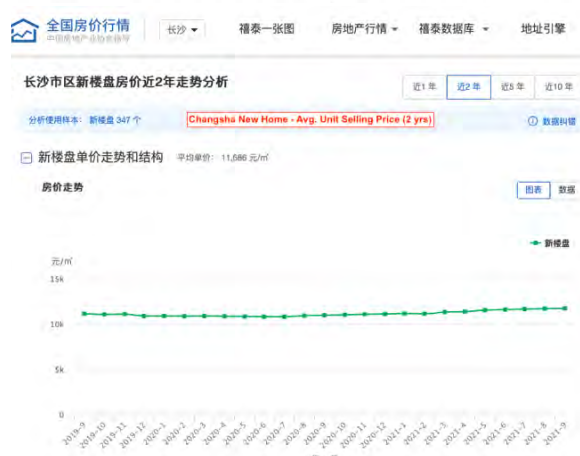 全国房价行情
中国房地产业协会指导
长沙
禧泰一张图
房地产行情
禧泰数据库
地址引擎
长沙市区新楼盘房价近2年走势分析
近1年 近2年 近5年 近10年
分析使用样本: 新楼盘 347 个
Changsha New Home - Avg. Unit Selling Price (2 yrs)
数据纠错
新楼盘单价走势和结构 平均单价: 11,586 元/㎡
房价走势
图表 数据
新楼盘
元/㎡
15k
10k
5k
0
2019-9 2019-10 2019-11 2019-12 2020-1 2020-2 2020-3 2020-4 2020-5 2020-6 2020-7 2020-8 2020-9 2020-10 2020-11 2020-12 2021-1 2021-2 2021-3 2021-4 2021-5 2021-6 2021-7 2021-8 2021-9